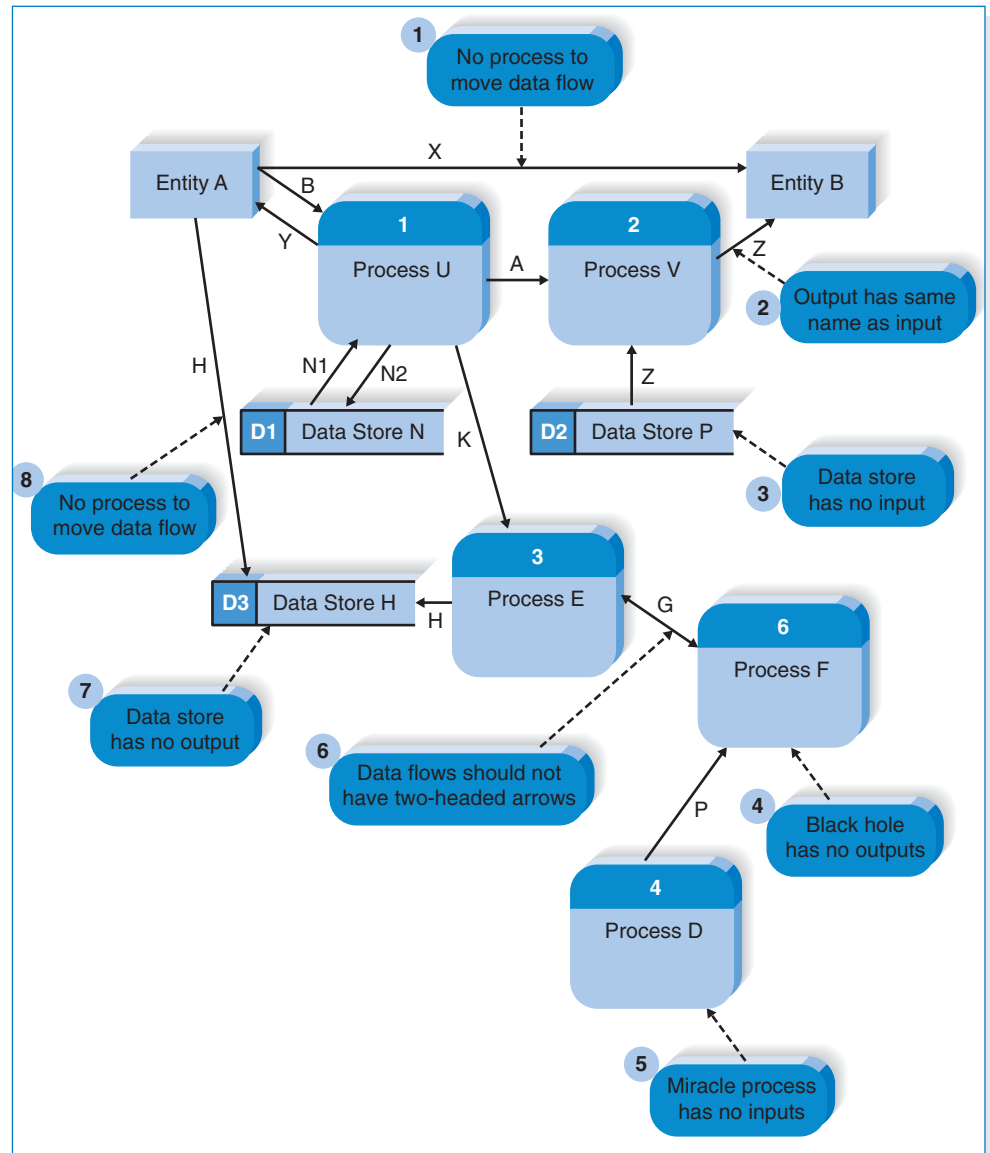 1
No process to
move data flow
X
Entity A
Entity B
B
Y
1
Process U
A
2
Process V
Z
2
Output has same
name as input
H
N1
N2
Z
D1 Data Store N
K
D2 Data Store P
3
Data store
has no input
8
No process to
move data flow
3
Process E
D3 Data Store H
H
G
6
Process F
7
Data store
has no output
6
Data flows should not
have two-headed arrows
P
4
Black hole
has no outputs
4
Process D
5
Miracle process
has no inputs